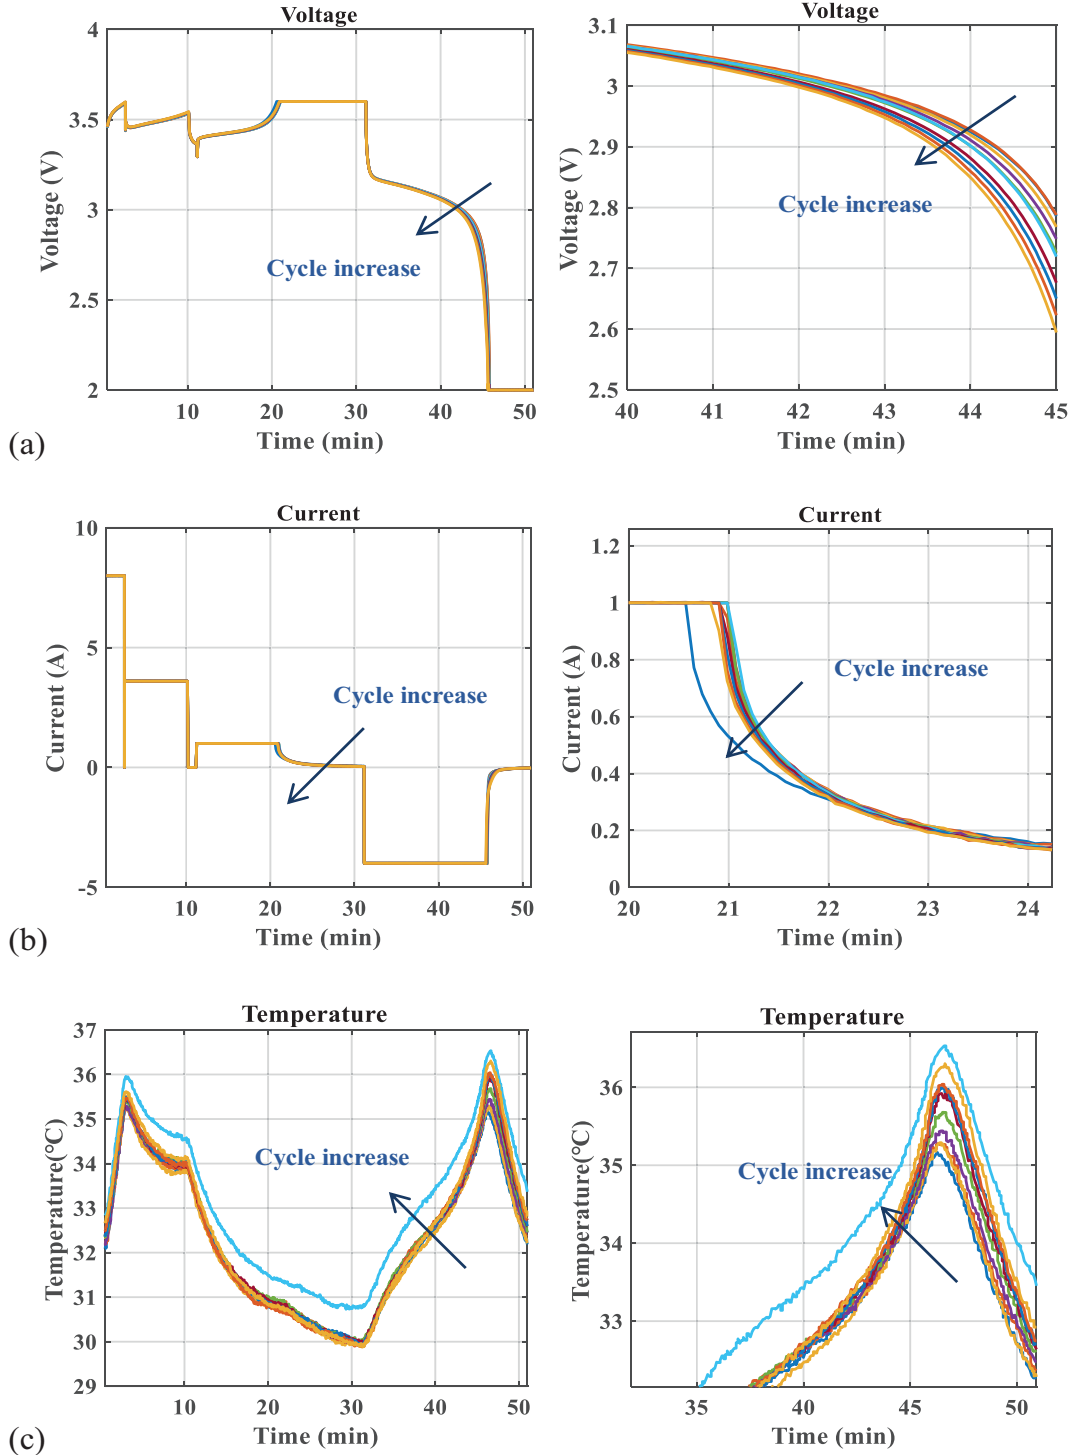 Voltage
4
3.5
3
2.5
2
Voltage (V)
Cycle increase
10
20
30
40
50
Time (min)
Voltage
3.1
3
2.9
2.8
2.7
2.6
2.5
Voltage (V)
Cycle increase
40
41
42
43
44
45
Time (min)
(a)
Current
10
5
0
-5
Current (A)
Cycle increase
10
20
30
40
50
Time (min)
Current
1.2
1
0.8
0.6
0.4
0.2
0
Current (A)
Cycle increase
20
21
22
23
24
Time (min)
(b)
Temperature
37
36
35
34
33
32
31
30
29
Temperature(°C)
Cycle increase
10
20
30
40
50
Time (min)
Temperature
36
35
34
33
Temperature(°C)
Cycle increase
35
40
45
50
Time (min)
(c)